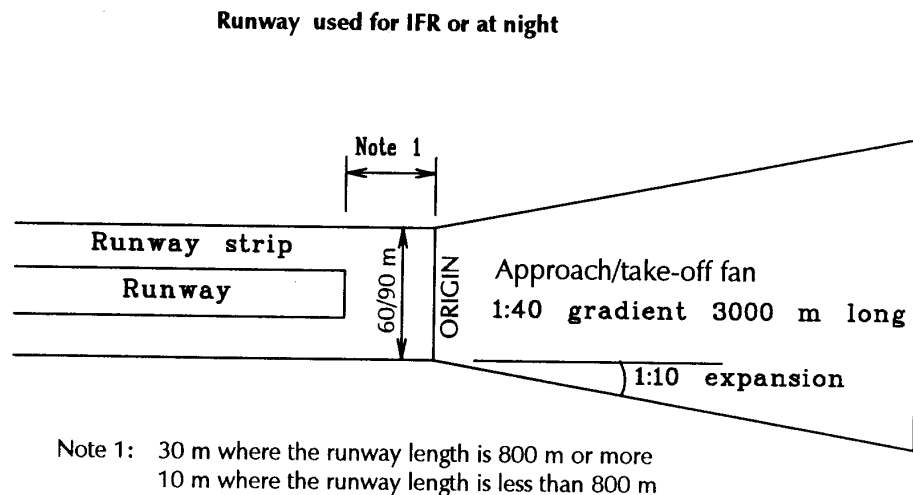 Runway used for IFR or at night
Note 1
Runway strip
Runway
60/90 m
ORIGIN
Approach/take-off fan
1:40 gradient 3000 m long
1:10 expansion
Note 1: 30 m where the runway length is 800 m or more
10 m where the runway length is less than 800 m